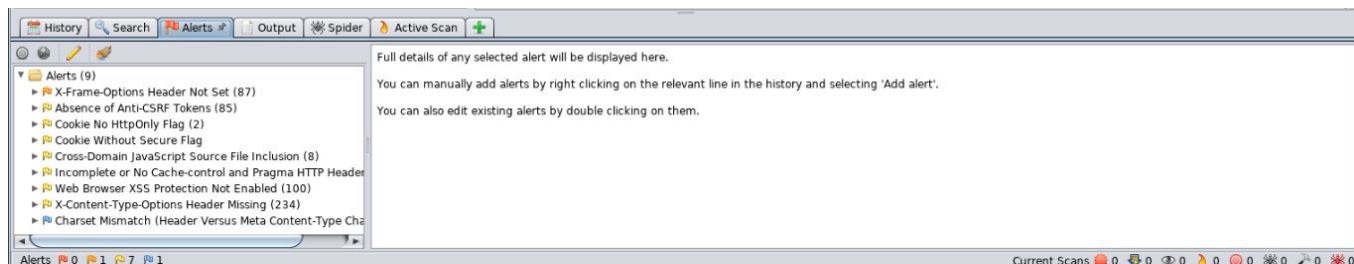 History Search Alerts Output Spider Active Scan
Alerts (9)
X-Frame-Options Header Not Set (87)
Absence of Anti-CSRF Tokens (85)
Cookie No HttpOnly Flag (2)
Cookie Without Secure Flag
Cross-Domain JavaScript Source File Inclusion (8)
Incomplete or No Cache-control and Pragma HTTP Header
Web Browser XSS Protection Not Enabled (100)
X-Content-Type-Options Header Missing (234)
Charset Mismatch (Header Versus Meta Content-Type Cha
Full details of any selected alert will be displayed here.
You can manually add alerts by right clicking on the relevant line in the history and selecting 'Add alert'.
You can also edit existing alerts by double clicking on them.
Alerts 0 1 7 1 Current Scans 0 0 0 0 0 0 0 0